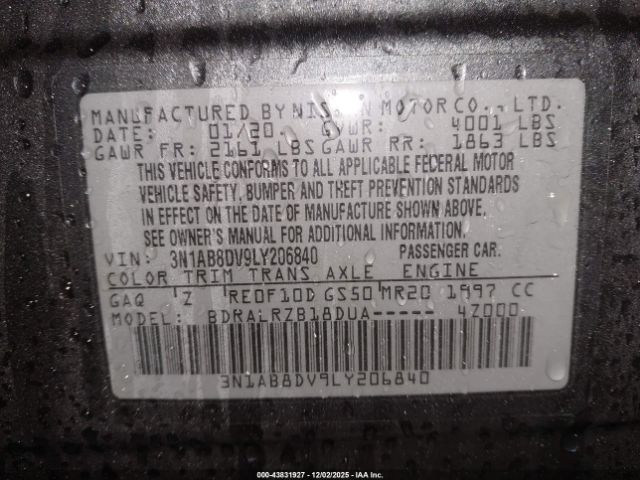 MANUFACTURED BY NISSAN MOTOR CO., LTD.
DATE: 01/20 GVWR: 4001 LBS
GAWR FR: 2161 LBS GAWR RR: 1863 LBS
THIS VEHICLE CONFORMS TO ALL APPLICABLE FEDERAL MOTOR
VEHICLE SAFETY, BUMPER AND THEFT PREVENTION STANDARDS
IN EFFECT ON THE DATE OF MANUFACTURE SHOWN ABOVE.
SEE OWNER'S MANUAL FOR ADDITIONAL INFORMATION.
VIN: 3N1AB8DV9LY206840 PASSENGER CAR.
COLOR TRIM TRANS AXLE ENGINE
GAQ Z RE0F10D GS50 MR20 1997 CC
MODEL: BDRALRZB18DUA----- 4Z000
3N1AB8DV9LY206840
000-43831927 - 12/02/2025 - IAA Inc.